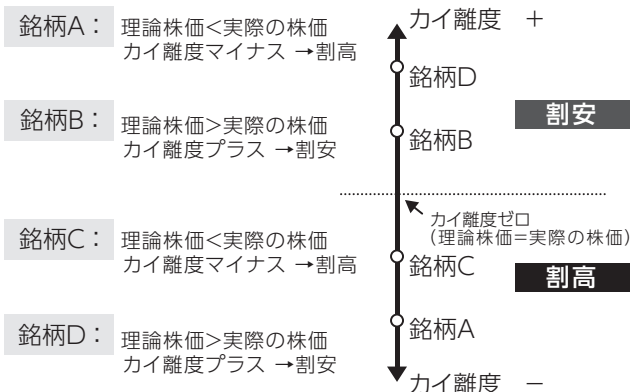 銘柄A：
理論株価<実際の株価
カイ離度マイナス →割高
銘柄B：
理論株価>実際の株価
カイ離度プラス →割安
銘柄C：
理論株価<実際の株価
カイ離度マイナス →割高
銘柄D：
理論株価>実際の株価
カイ離度プラス →割安
カイ離度 +
銘柄D
割安
銘柄B
カイ離度ゼロ
(理論株価=実際の株価)
銘柄C
割高
銘柄A
カイ離度 −